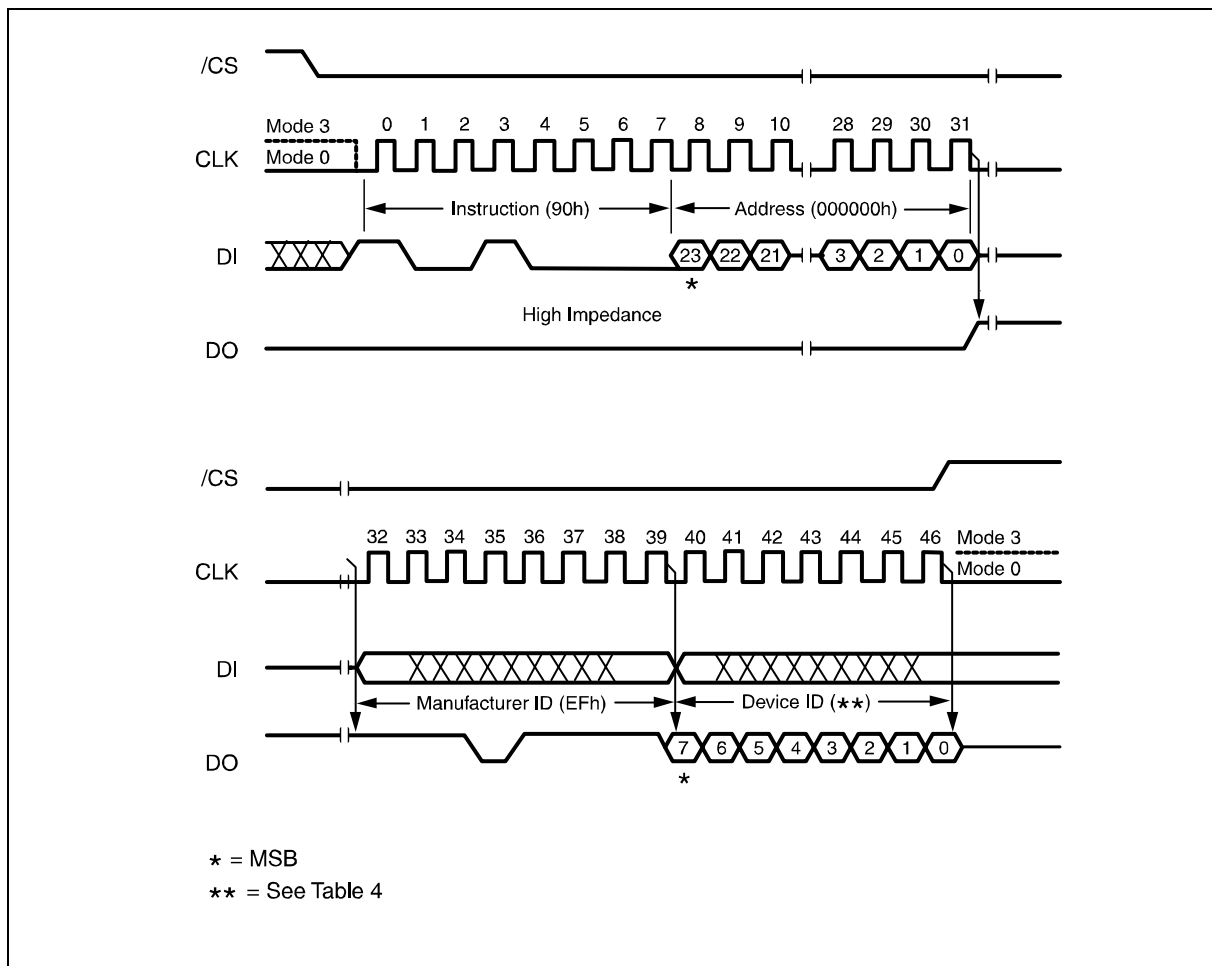 /CS
0 1 2 3 4 5 6 7 8 9 10 28 29 30 31
Mode 3
CLK
Mode 0
Instruction (90h)
Address (000000h)
DI
23 22 21 3 2 1 0
*
High Impedance
DO
/CS
32 33 34 35 36 37 38 39 40 41 42 43 44 45 46
Mode 3
CLK
Mode 0
DI
Manufacturer ID (EFh)
Device ID (**)
DO
7 6 5 4 3 2 1 0
*
* = MSB
** = See Table 4